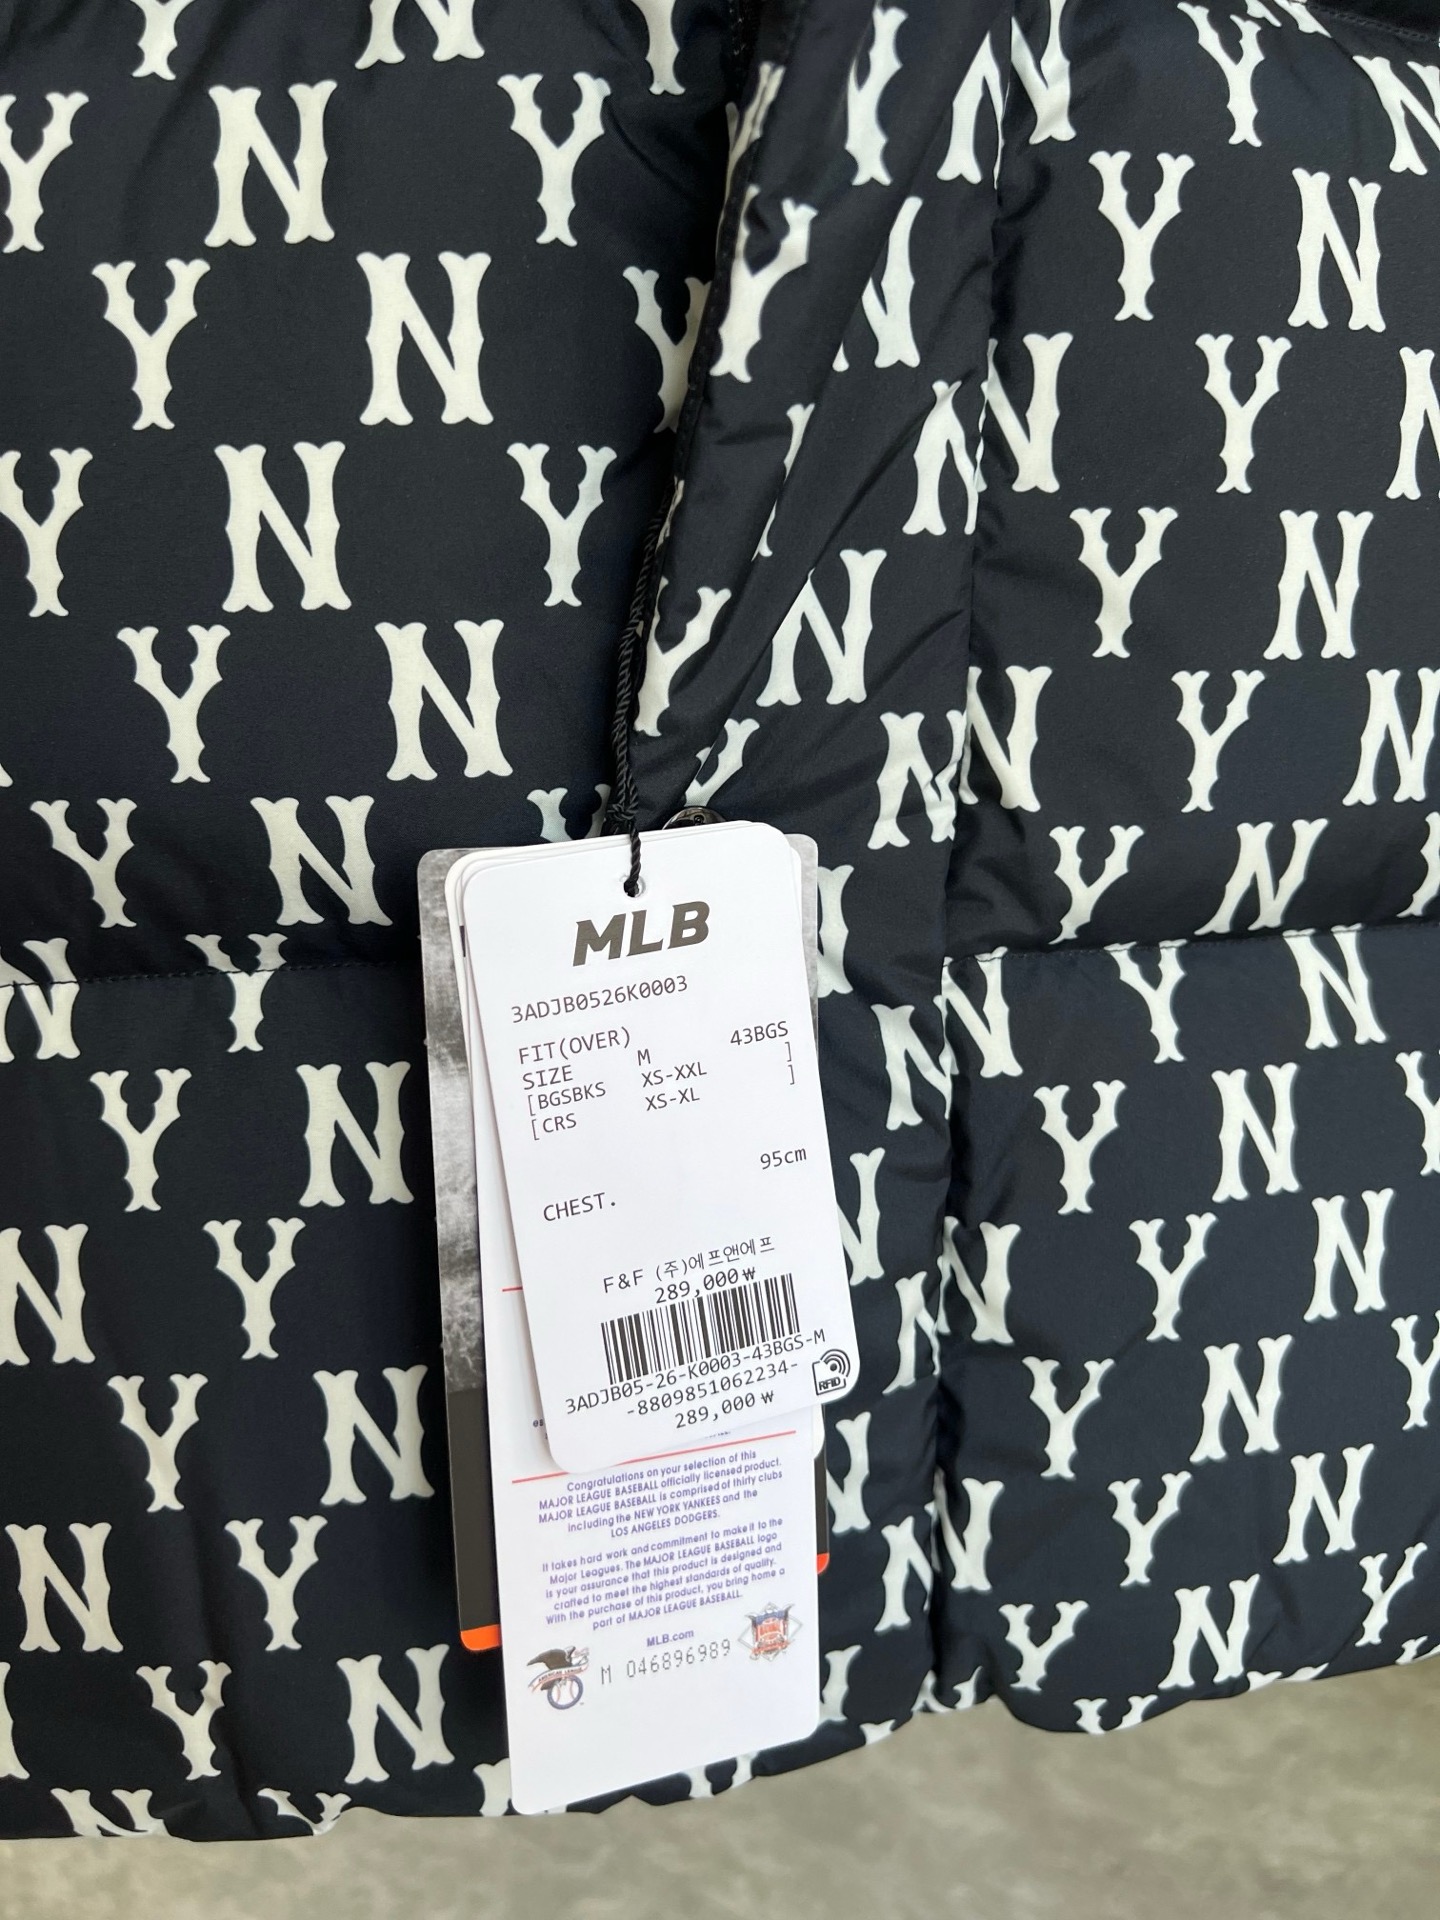 MLB
3ADJB0526K0003
FIT(OVER) 43BGS
SIZE M ]
[BGSBKS XS-XXL ]
[CRS XS-XL
95cm
CHEST.
F&F (주)에프앤에프
289,000₩
3ADJB05-26-K0003-43BGS-M
-8809851062234-
289,000₩
RFID
Congratulations on your selection of this
MAJOR LEAGUE BASEBALL officially licensed product.
MAJOR LEAGUE BASEBALL is comprised of thirty clubs
including the NEW YORK YANKEES and the
LOS ANGELES DODGERS.
It takes hard work and commitment to make it to the
Major Leagues. The MAJOR LEAGUE BASEBALL logo
is your assurance that this product is designed and
crafted to meet the highest standards of quality.
With the purchase of this product, you bring home a
part of MAJOR LEAGUE BASEBALL.
MLB.com
M 046896989